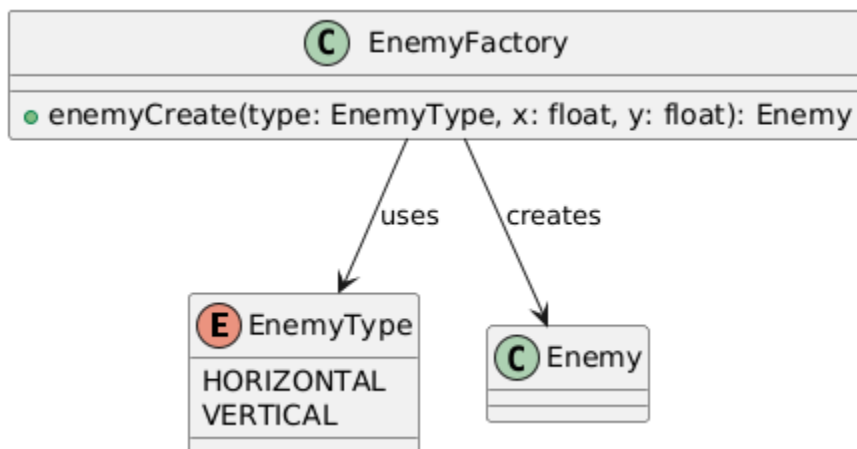 C EnemyFactory
enemyCreate(type: EnemyType, x: float, y: float): Enemy
uses
creates
E EnemyType
HORIZONTAL
VERTICAL
C Enemy